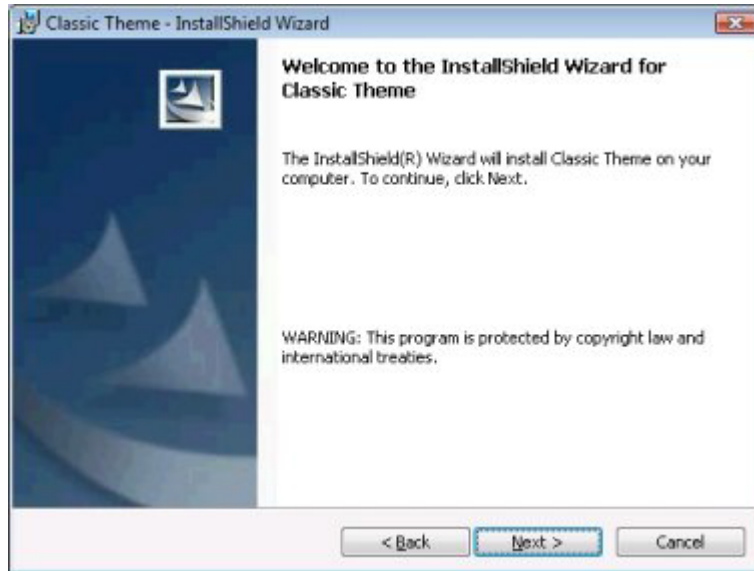 Classic Theme - InstallShield Wizard
Welcome to the InstallShield Wizard for
Classic Theme
The InstallShield(R) Wizard will install Classic Theme on your
computer. To continue, click Next.
WARNING: This program is protected by copyright law and
international treaties.
< Back
Next >
Cancel